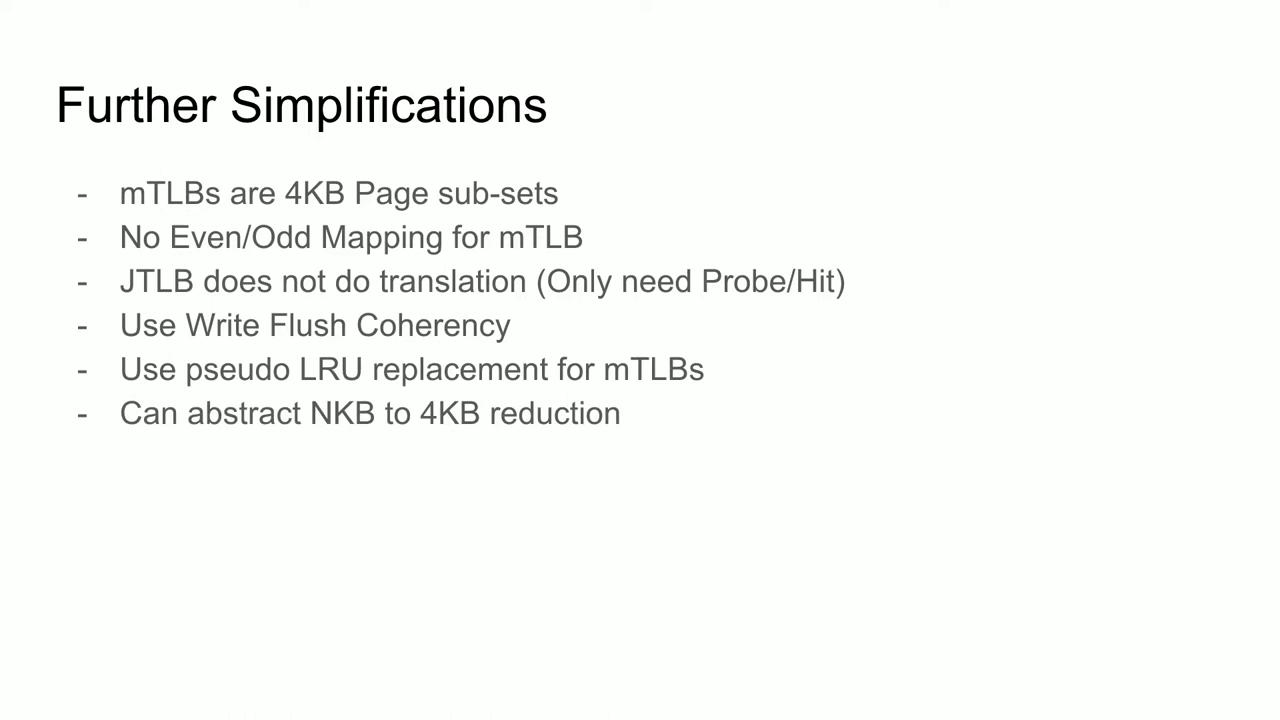 Further Simplifications
- mTLBs are 4KB Page sub-sets
- No Even/Odd Mapping for mTLB
- JTLB does not do translation (Only need Probe/Hit)
- Use Write Flush Coherency
- Use pseudo LRU replacement for mTLBs
- Can abstract NKB to 4KB reduction